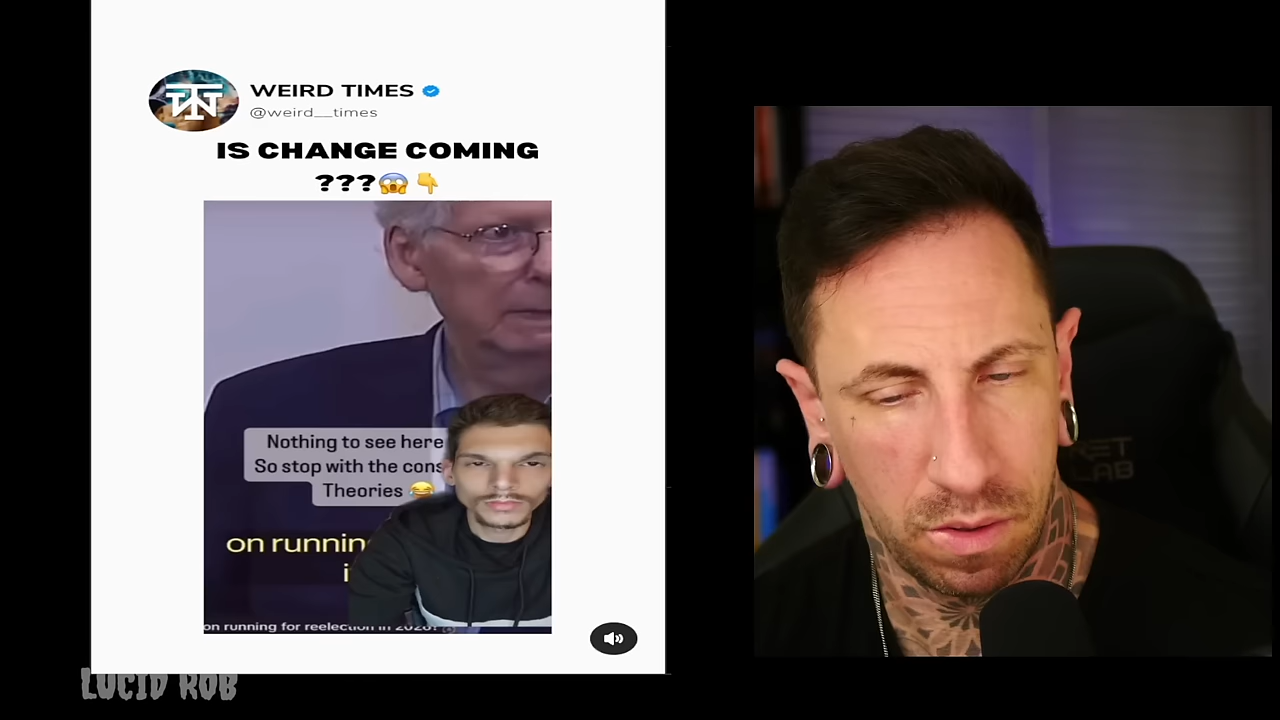 WEIRD TIMES
@weird__times
IS CHANGE COMING
???😱👇
Nothing to see here
So stop with the cons
Theories 😂
on running
i
on running for reelection in 2026?
LUCID ROB